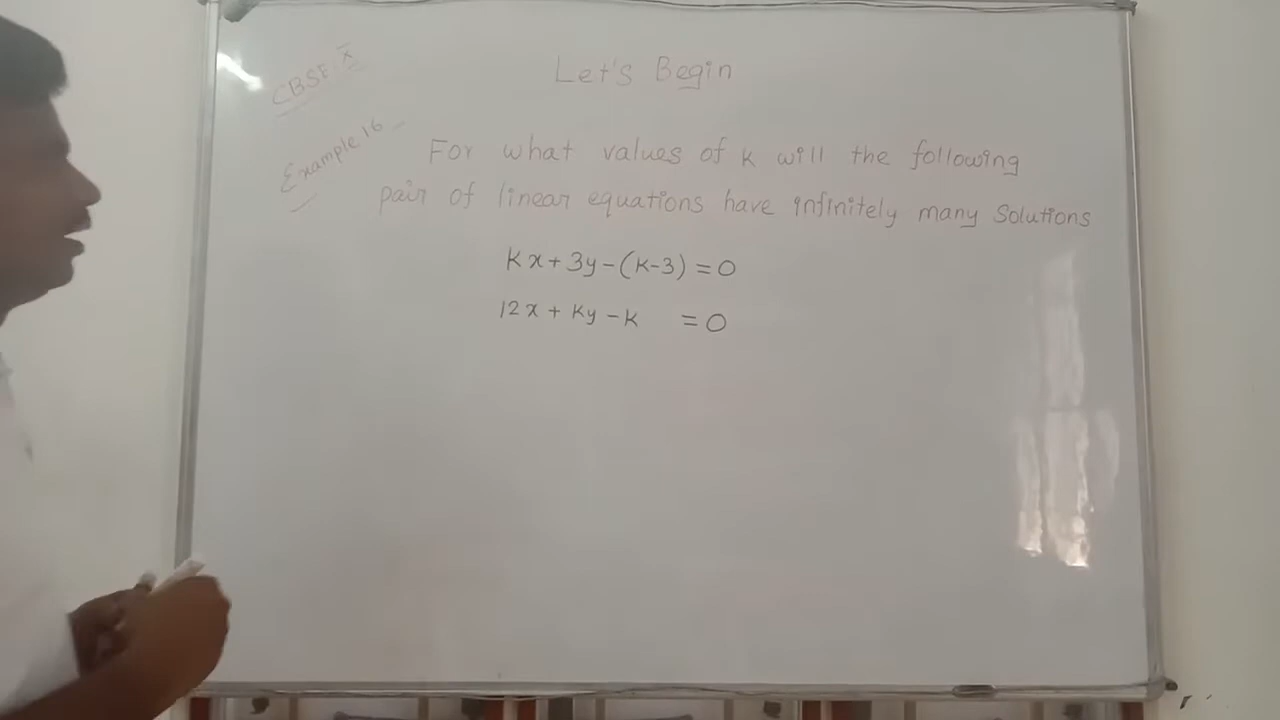 CBSE X
Let's Begin
Example 16
For what values of k will the following
pair of linear equations have infinitely many Solutions
Kx+3y-(K-3)=0
12x + Ky -K =0